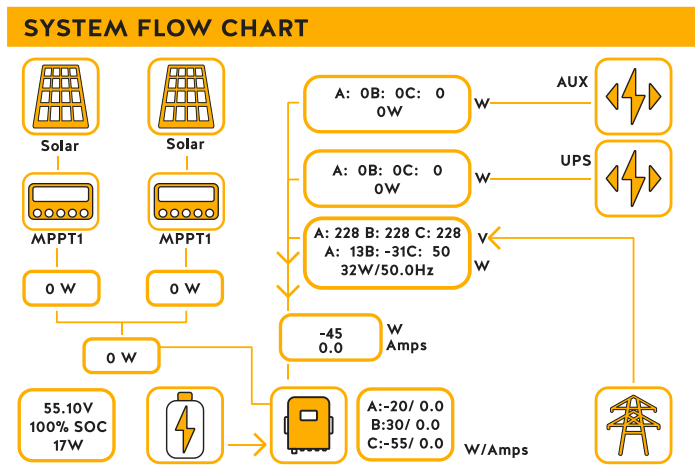 SYSTEM FLOW CHART
Solar
Solar
MPPT1
MPPT1
0 W
0 W
0 W
A: 0B: 0C: 0
0W
W
AUX
A: 0B: 0C: 0
0W
W
UPS
A: 228 B: 228 C: 228
V
A: 13B: -31C: 50
32W/50.0Hz
W
-45
W
0.0
Amps
55.10V
100% SOC
17W
A:-20/ 0.0
B:30/ 0.0
C:-55/ 0.0
W/Amps